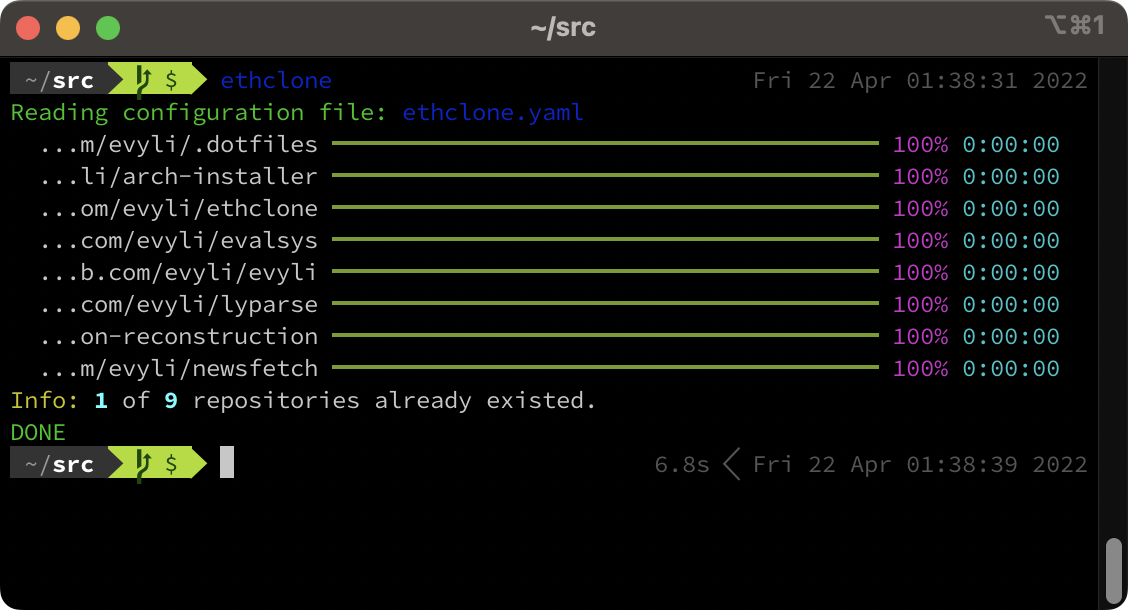 ~/src
⌥⌘1
~/src $ ethclone Fri 22 Apr 01:38:31 2022
Reading configuration file: ethclone.yaml
...m/evyli/.dotfiles 100% 0:00:00
...li/arch-installer 100% 0:00:00
...om/evyli/ethclone 100% 0:00:00
...com/evyli/evalsys 100% 0:00:00
...b.com/evyli/evyli 100% 0:00:00
...com/evyli/lyparse 100% 0:00:00
...on-reconstruction 100% 0:00:00
...m/evyli/newsfetch 100% 0:00:00
Info: 1 of 9 repositories already existed.
DONE
~/src $ 6.8s Fri 22 Apr 01:38:39 2022